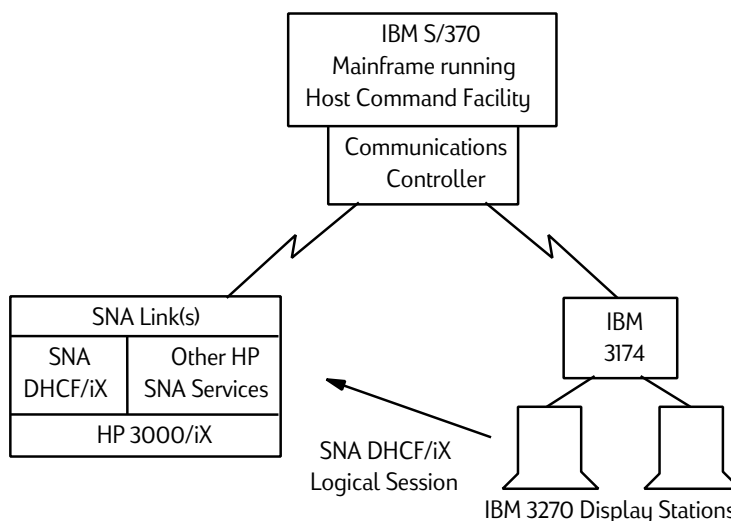 IBM S/370
Mainframe running
Host Command Facility
Communications
Controller
SNA Link(s)
SNA
DHCF/iX
Other HP
SNA Services
HP 3000/iX
IBM
3174
SNA DHCF/iX
Logical Session
IBM 3270 Display Stations